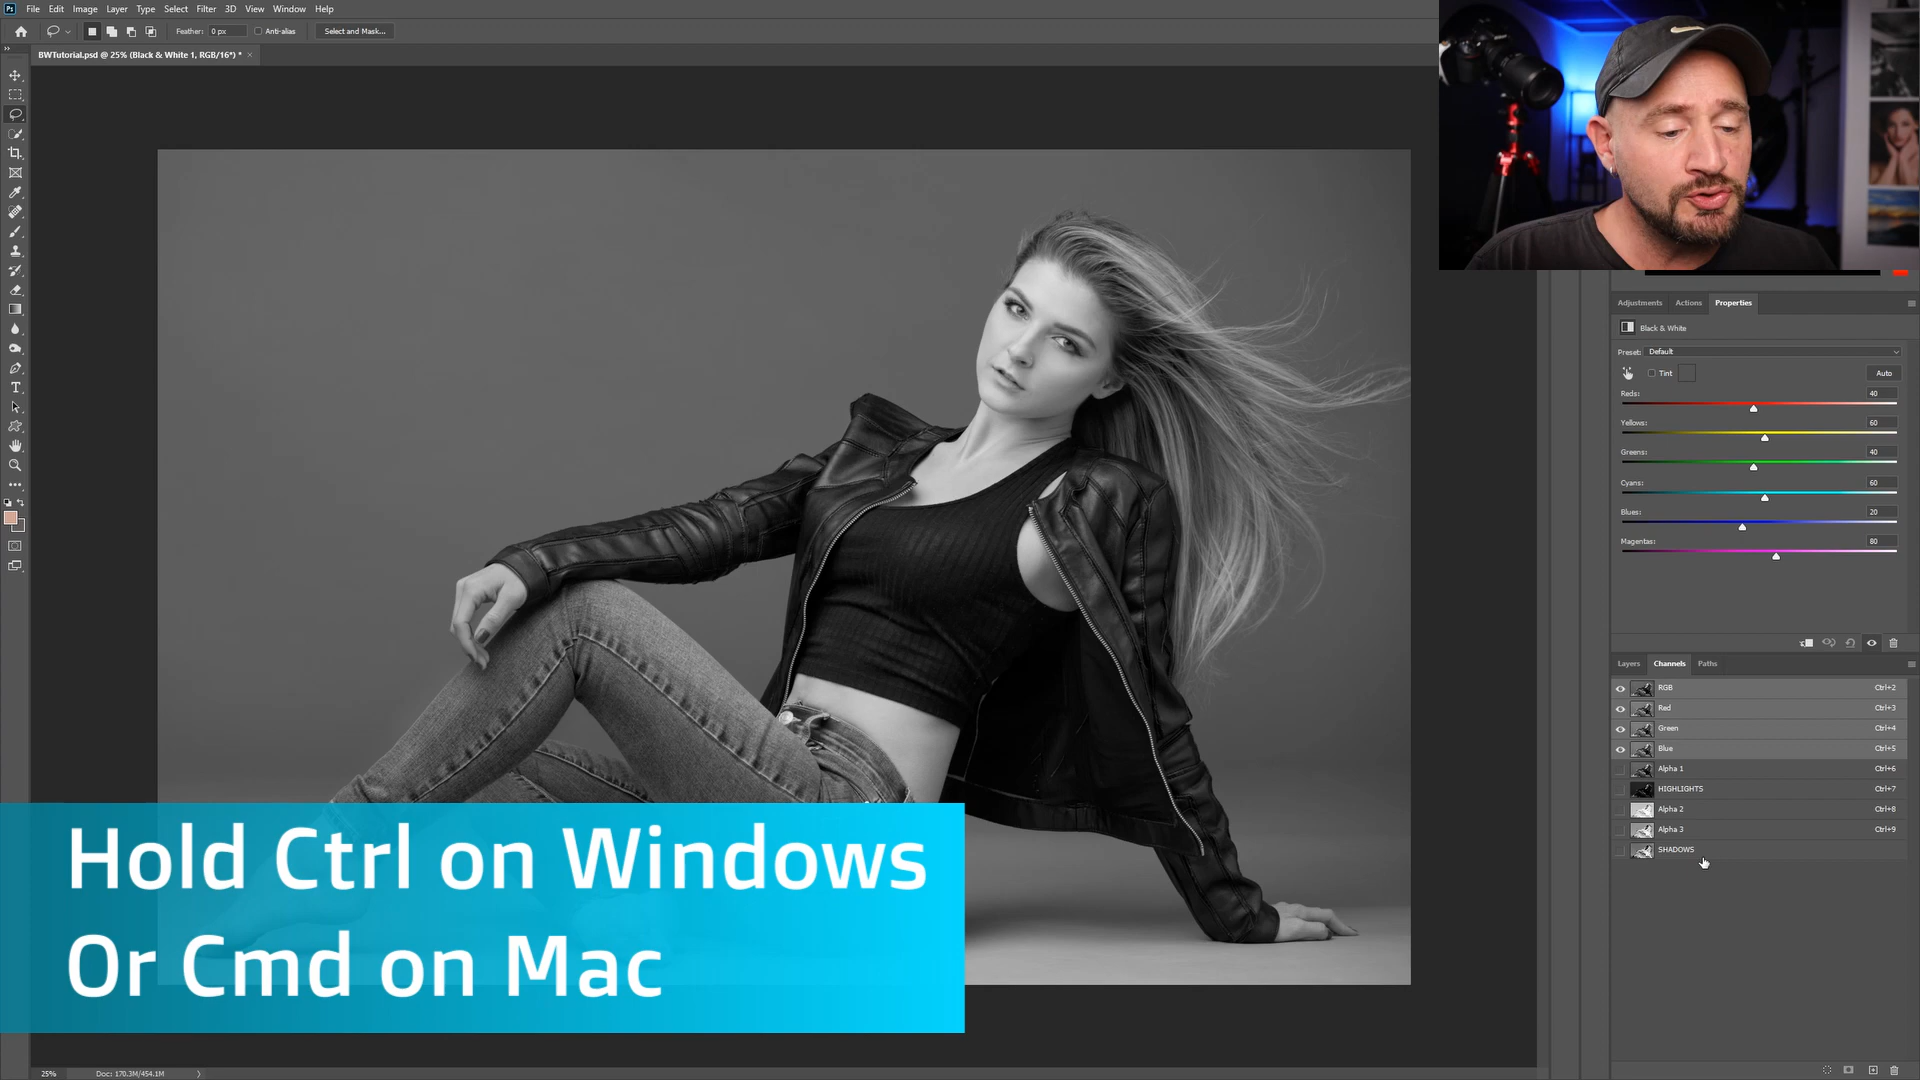 Ps File Edit Image Layer Type Select Filter 3D View Window Help
Feather: 0 px Anti-alias Select and Mask...
BWTutorial.psd @ 25% (Black & White 1, RGB/16*) * ×
Adjustments Actions Properties
Black & White
Preset: Default
Tint Auto
Reds: 40
Yellows: 60
Greens: 40
Cyans: 60
Blues: 20
Magentas: 80
Layers Channels Paths
RGB Ctrl+2
Red Ctrl+3
Green Ctrl+4
Blue Ctrl+5
Alpha 1 Ctrl+6
HIGHLIGHTS Ctrl+7
Alpha 2 Ctrl+8
Alpha 3 Ctrl+9
SHADOWS
Hold Ctrl on Windows
Or Cmd on Mac
25% Doc: 170.3M/454.1M